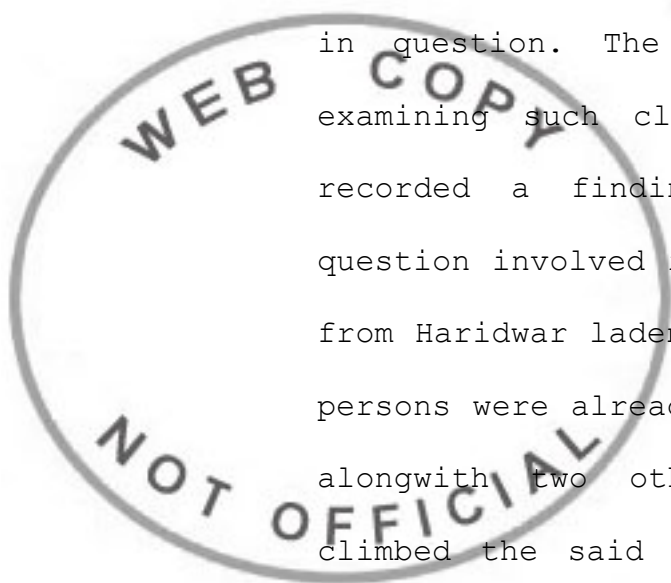 in question. The
WEB COPY
examining such cl
recorded a findin
question involved
from Haridwar laden
persons were alread
alongwith two oth
NOT OFFICIAL
climbed the said